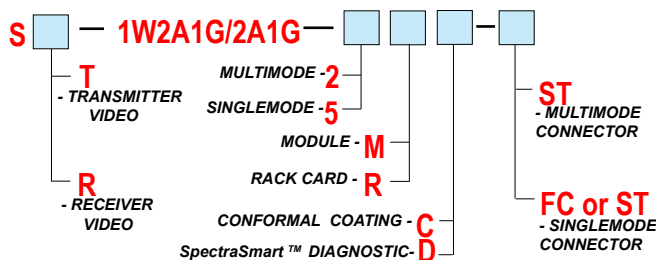 S – 1W2A1G/2A1G – –
T
- TRANSMITTER
VIDEO
R
- RECEIVER
VIDEO
MULTIMODE - 2
SINGLEMODE - 5
MODULE - M
RACK CARD - R
CONFORMAL COATING - C
SpectraSmart ™ DIAGNOSTIC- D
ST
- MULTIMODE
CONNECTOR
FC or ST
- SINGLEMODE
CONNECTOR